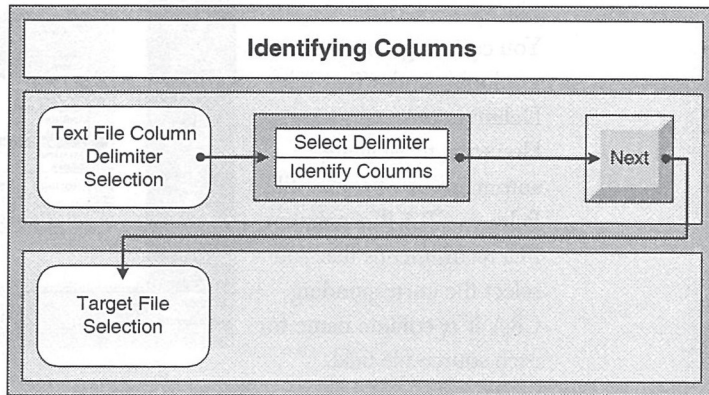 Identifying Columns
Text File Column
Delimiter
Selection
Select Delimiter
Identify Columns
Next
Target File
Selection